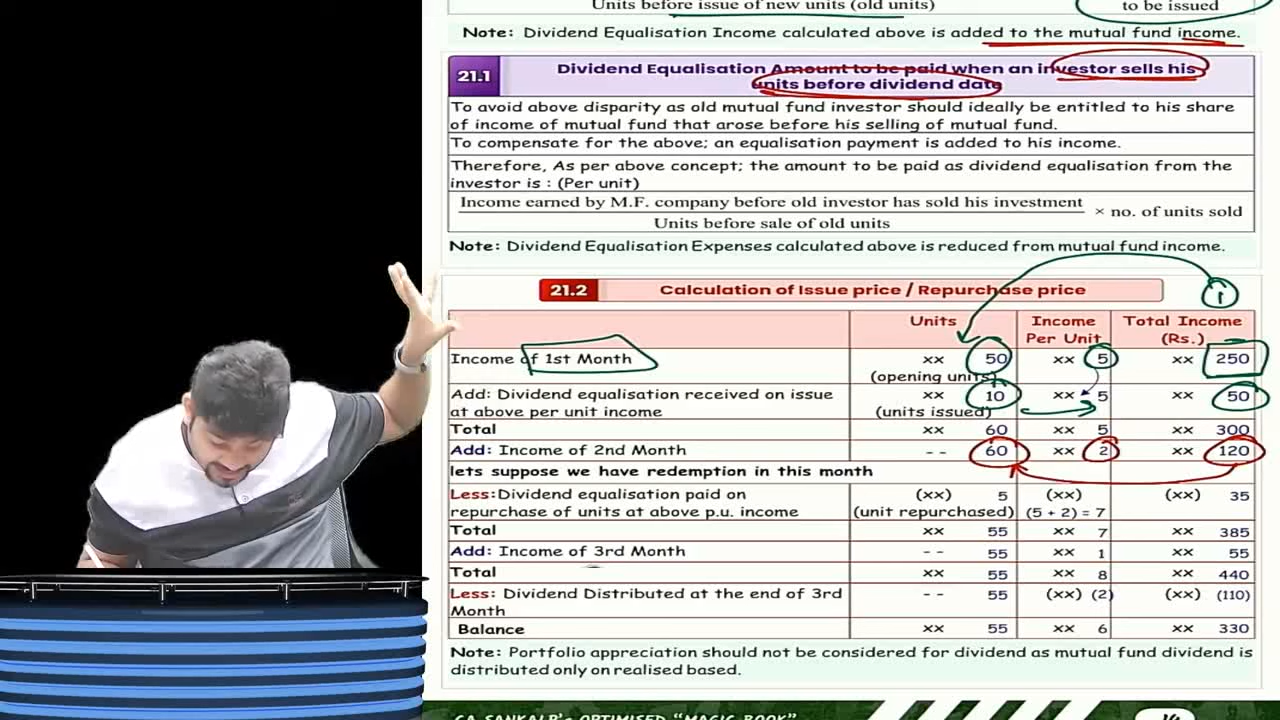 Units before issue of new units (old units)
to be issued
Note: Dividend Equalisation Income calculated above is added to the mutual fund income.
21.1
Dividend Equalisation Amount to be paid when an investor sells his
units before dividend date
To avoid above disparity as old mutual fund investor should ideally be entitled to his share
of income of mutual fund that arose before his selling of mutual fund.
To compensate for the above; an equalisation payment is added to his income.
Therefore, As per above concept; the amount to be paid as dividend equalisation from the
investor is : (Per unit)
Income earned by M.F. company before old investor has sold his investment
Units before sale of old units
× no. of units sold
Note: Dividend Equalisation Expenses calculated above is reduced from mutual fund income.
21.2
Calculation of Issue price / Repurchase price
1
Units Income Per Unit Total Income (Rs.)
Income of 1st Month xx 50 xx 5 xx 250
(opening units)
Add: Dividend equalisation received on issue xx 10 xx 5 xx 50
at above per unit income (units issued)
Total xx 60 xx 5 xx 300
Add: Income of 2nd Month -- 60 xx 2 xx 120
lets suppose we have redemption in this month
Less:Dividend equalisation paid on (xx) 5 (xx) (xx) 35
repurchase of units at above p.u. income (unit repurchased) (5 + 2) = 7
Total xx 55 xx 7 xx 385
Add: Income of 3rd Month -- 55 xx 1 xx 55
Total xx 55 xx 8 xx 440
Less: Dividend Distributed at the end of 3rd -- 55 (xx) (2) (xx) (110)
Month
Balance xx 55 xx 6 xx 330
Note: Portfolio appreciation should not be considered for dividend as mutual fund dividend is
distributed only on realised based.
CA SANKALP's OPTIMISED "MAGIC BOOK"